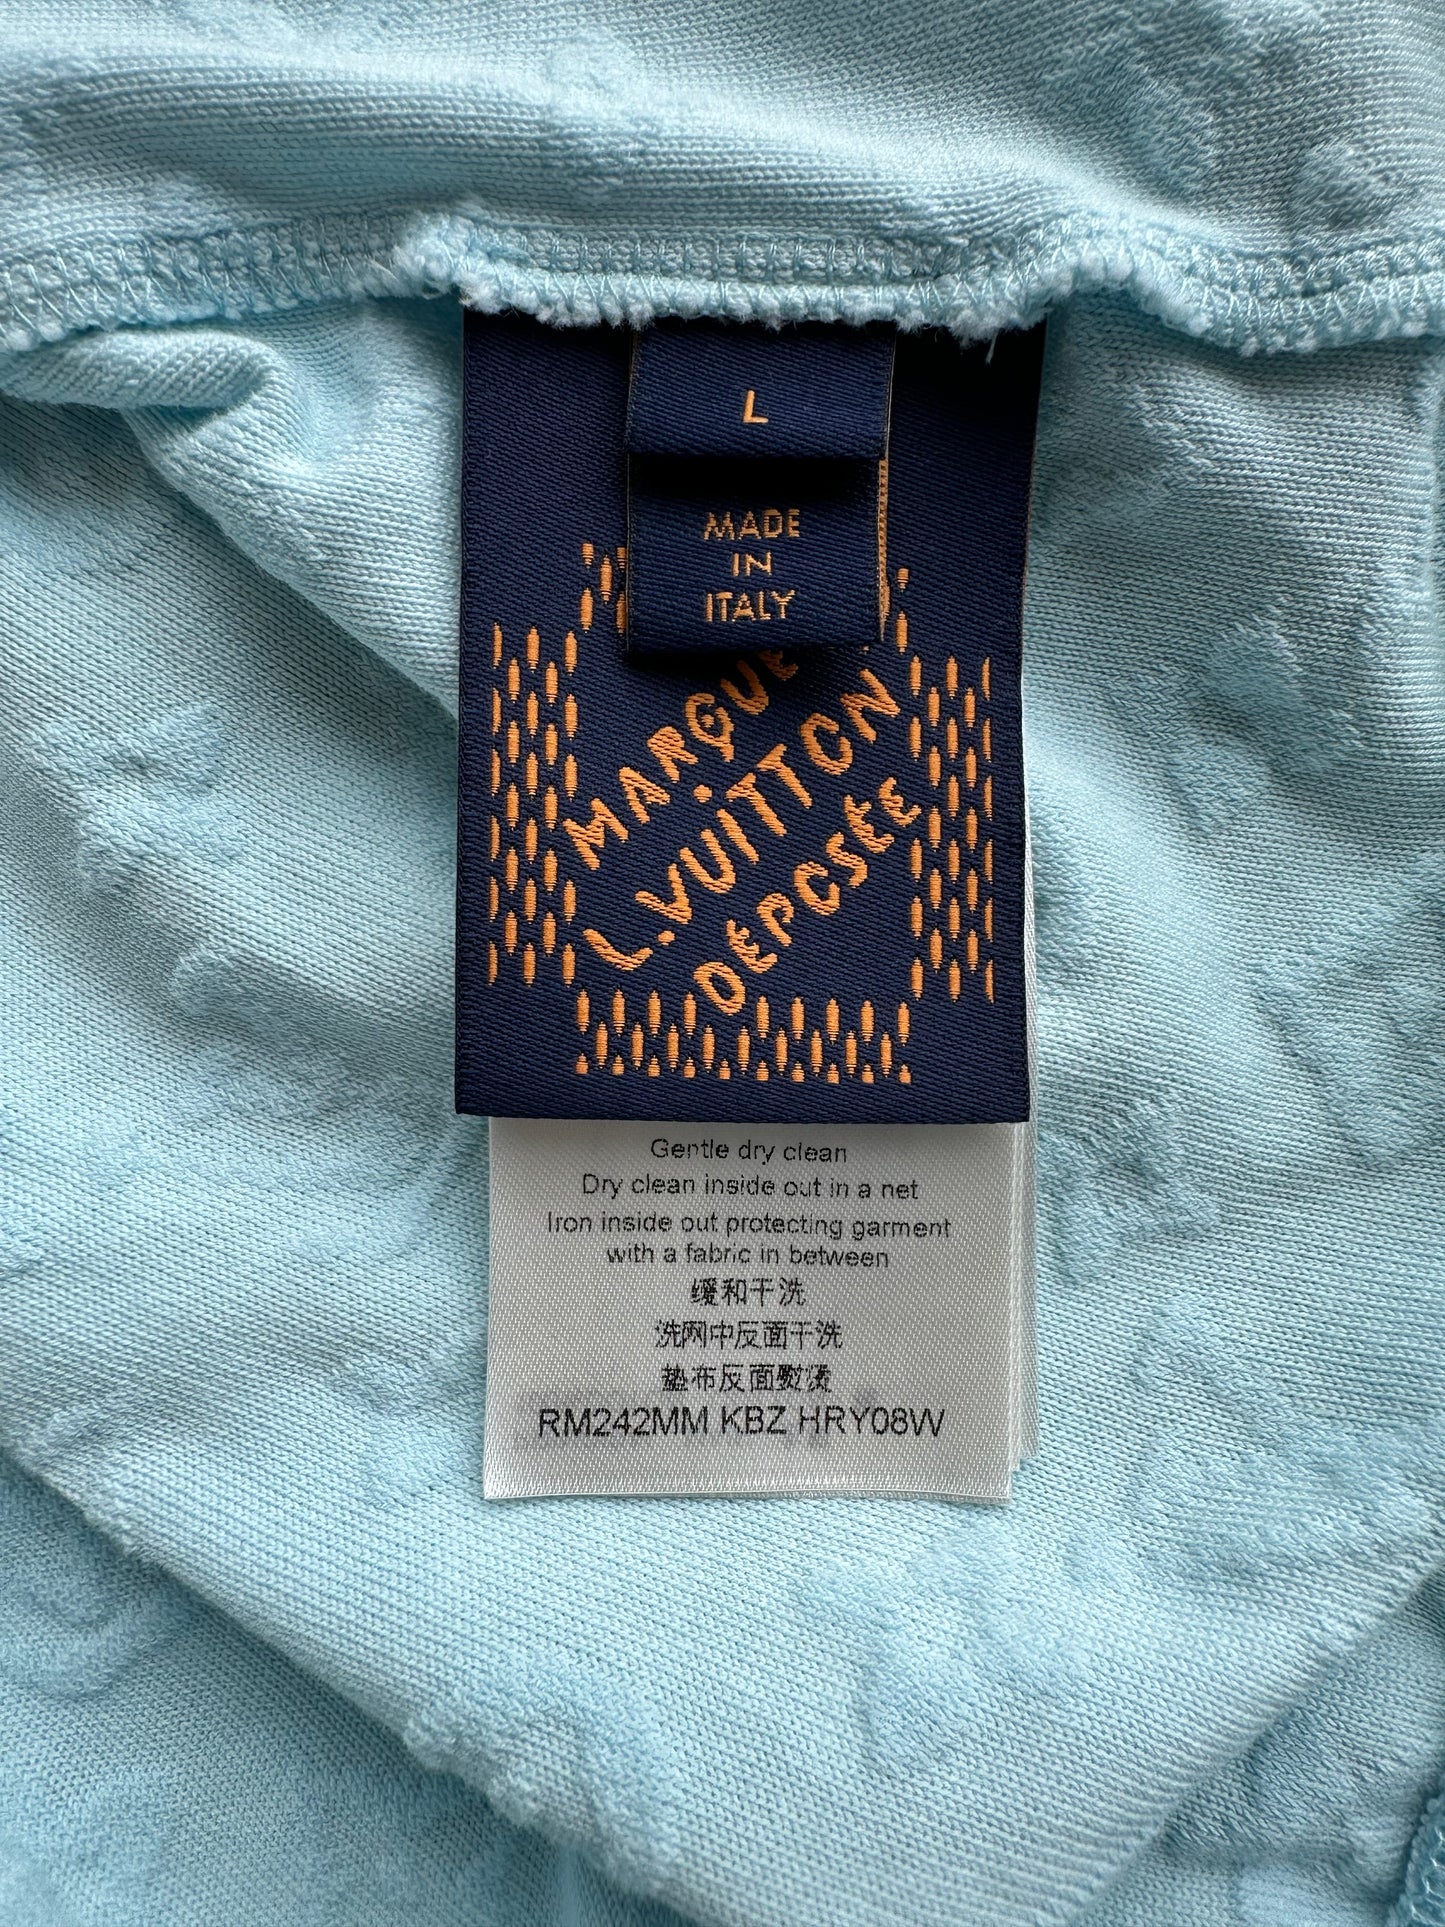 L
MADE
IN
ITALY
MARQUE
L.VUITTON
DEPOSEE
Gentle dry clean
Dry clean inside out in a net
Iron inside out protecting garment
with a fabric in between
缓和干洗
洗网中反面干洗
垫布反面熨烫
RM242MM KBZ HRY08W